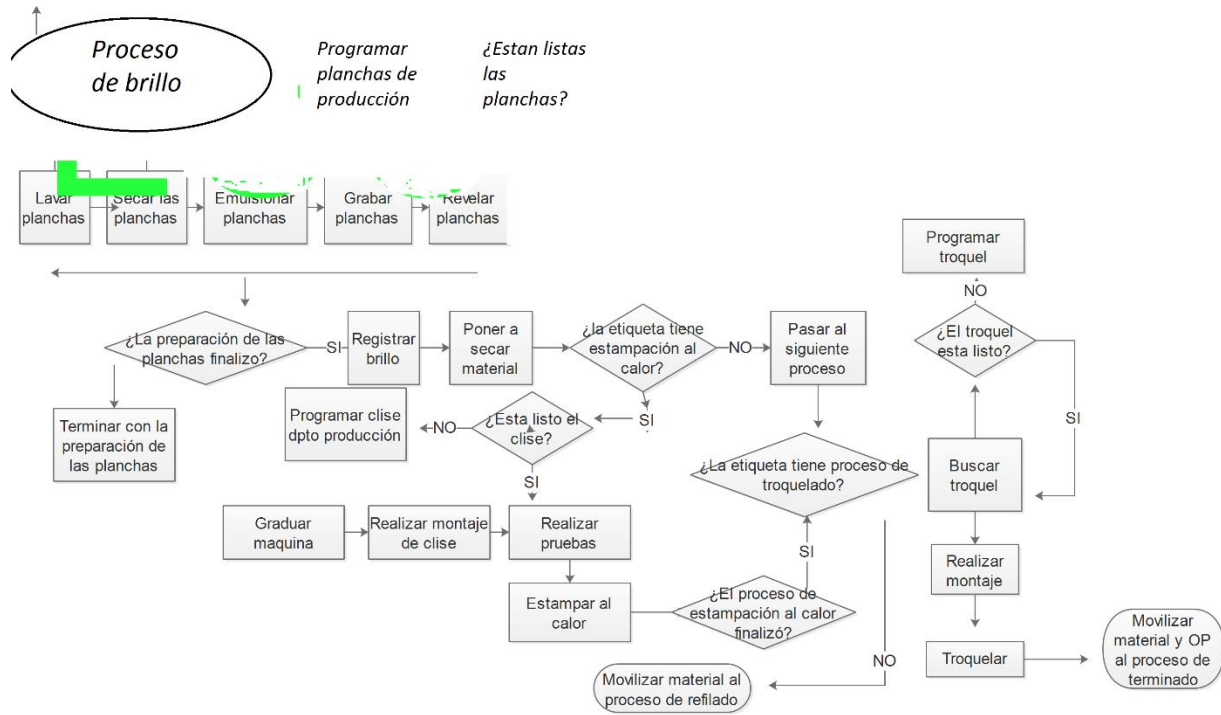 Proceso
de brillo
Programar
planchas de
producción
¿Estan listas
las
planchas?
Lavar
planchas
Secar las
planchas
Emulsionar
planchas
Grabar
planchas
Revelar
planchas
Programar
troquel
NO
¿El troquel
esta listo?
SI
¿La preparación de las
planchas finalizo?
SI
Registrar
brillo
Poner a
secar
material
¿la etiqueta tiene
estampación al
calor?
NO
Pasar al
siguiente
proceso
Terminar con la
preparación de
las planchas
Programar clise
dpto producción
NO
¿Esta listo el
clise?
SI
SI
¿La etiqueta tiene proceso de
troquelado?
Buscar
troquel
Graduar
maquina
Realizar montaje
de clise
Realizar
pruebas
SI
Realizar
montaje
Estampar al
calor
¿El proceso de
estampación al calor
finalizó?
NO
Troquelar
Movilizar
material y OP
al proceso de
terminado
Movilizar material al
proceso de refilado